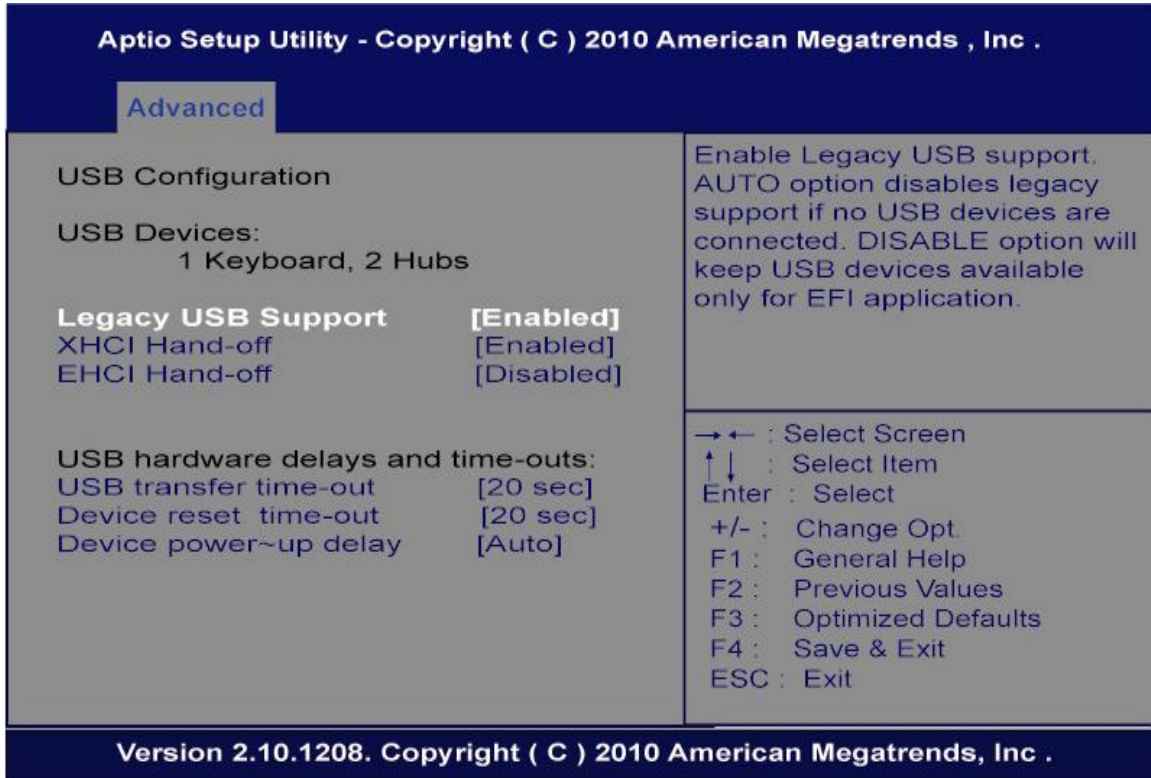 Aptio Setup Utility - Copyright ( C ) 2010 American Megatrends , Inc .
Advanced
USB Configuration
USB Devices:
1 Keyboard, 2 Hubs
Legacy USB Support [Enabled]
XHCI Hand-off [Enabled]
EHCI Hand-off [Disabled]
USB hardware delays and time-outs:
USB transfer time-out [20 sec]
Device reset time-out [20 sec]
Device power~up delay [Auto]
Enable Legacy USB support.
AUTO option disables legacy
support if no USB devices are
connected. DISABLE option will
keep USB devices available
only for EFI application.
→← : Select Screen
↑↓ : Select Item
Enter : Select
+/- : Change Opt.
F1 : General Help
F2 : Previous Values
F3 : Optimized Defaults
F4 : Save & Exit
ESC : Exit
Version 2.10.1208. Copyright ( C ) 2010 American Megatrends, Inc .